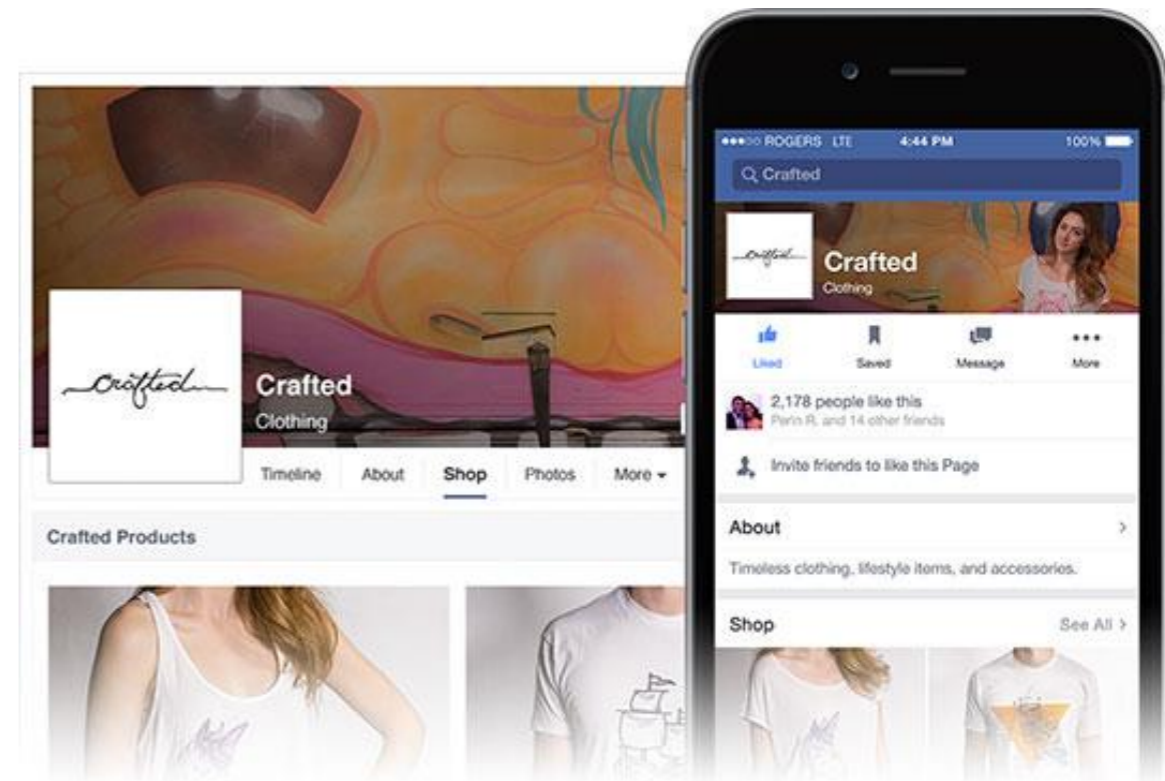 Crafted
Crafted
Clothing
Timeline About Shop Photos More
Crafted Products
ROGERS LTE 4:44 PM 100%
Crafted
Crafted
Crafted
Clothing
Liked Saved Message More
2,178 people like this
Perin R. and 14 other friends
Invite friends to like this Page
About
Timeless clothing, lifestyle items, and accessories.
Shop See All